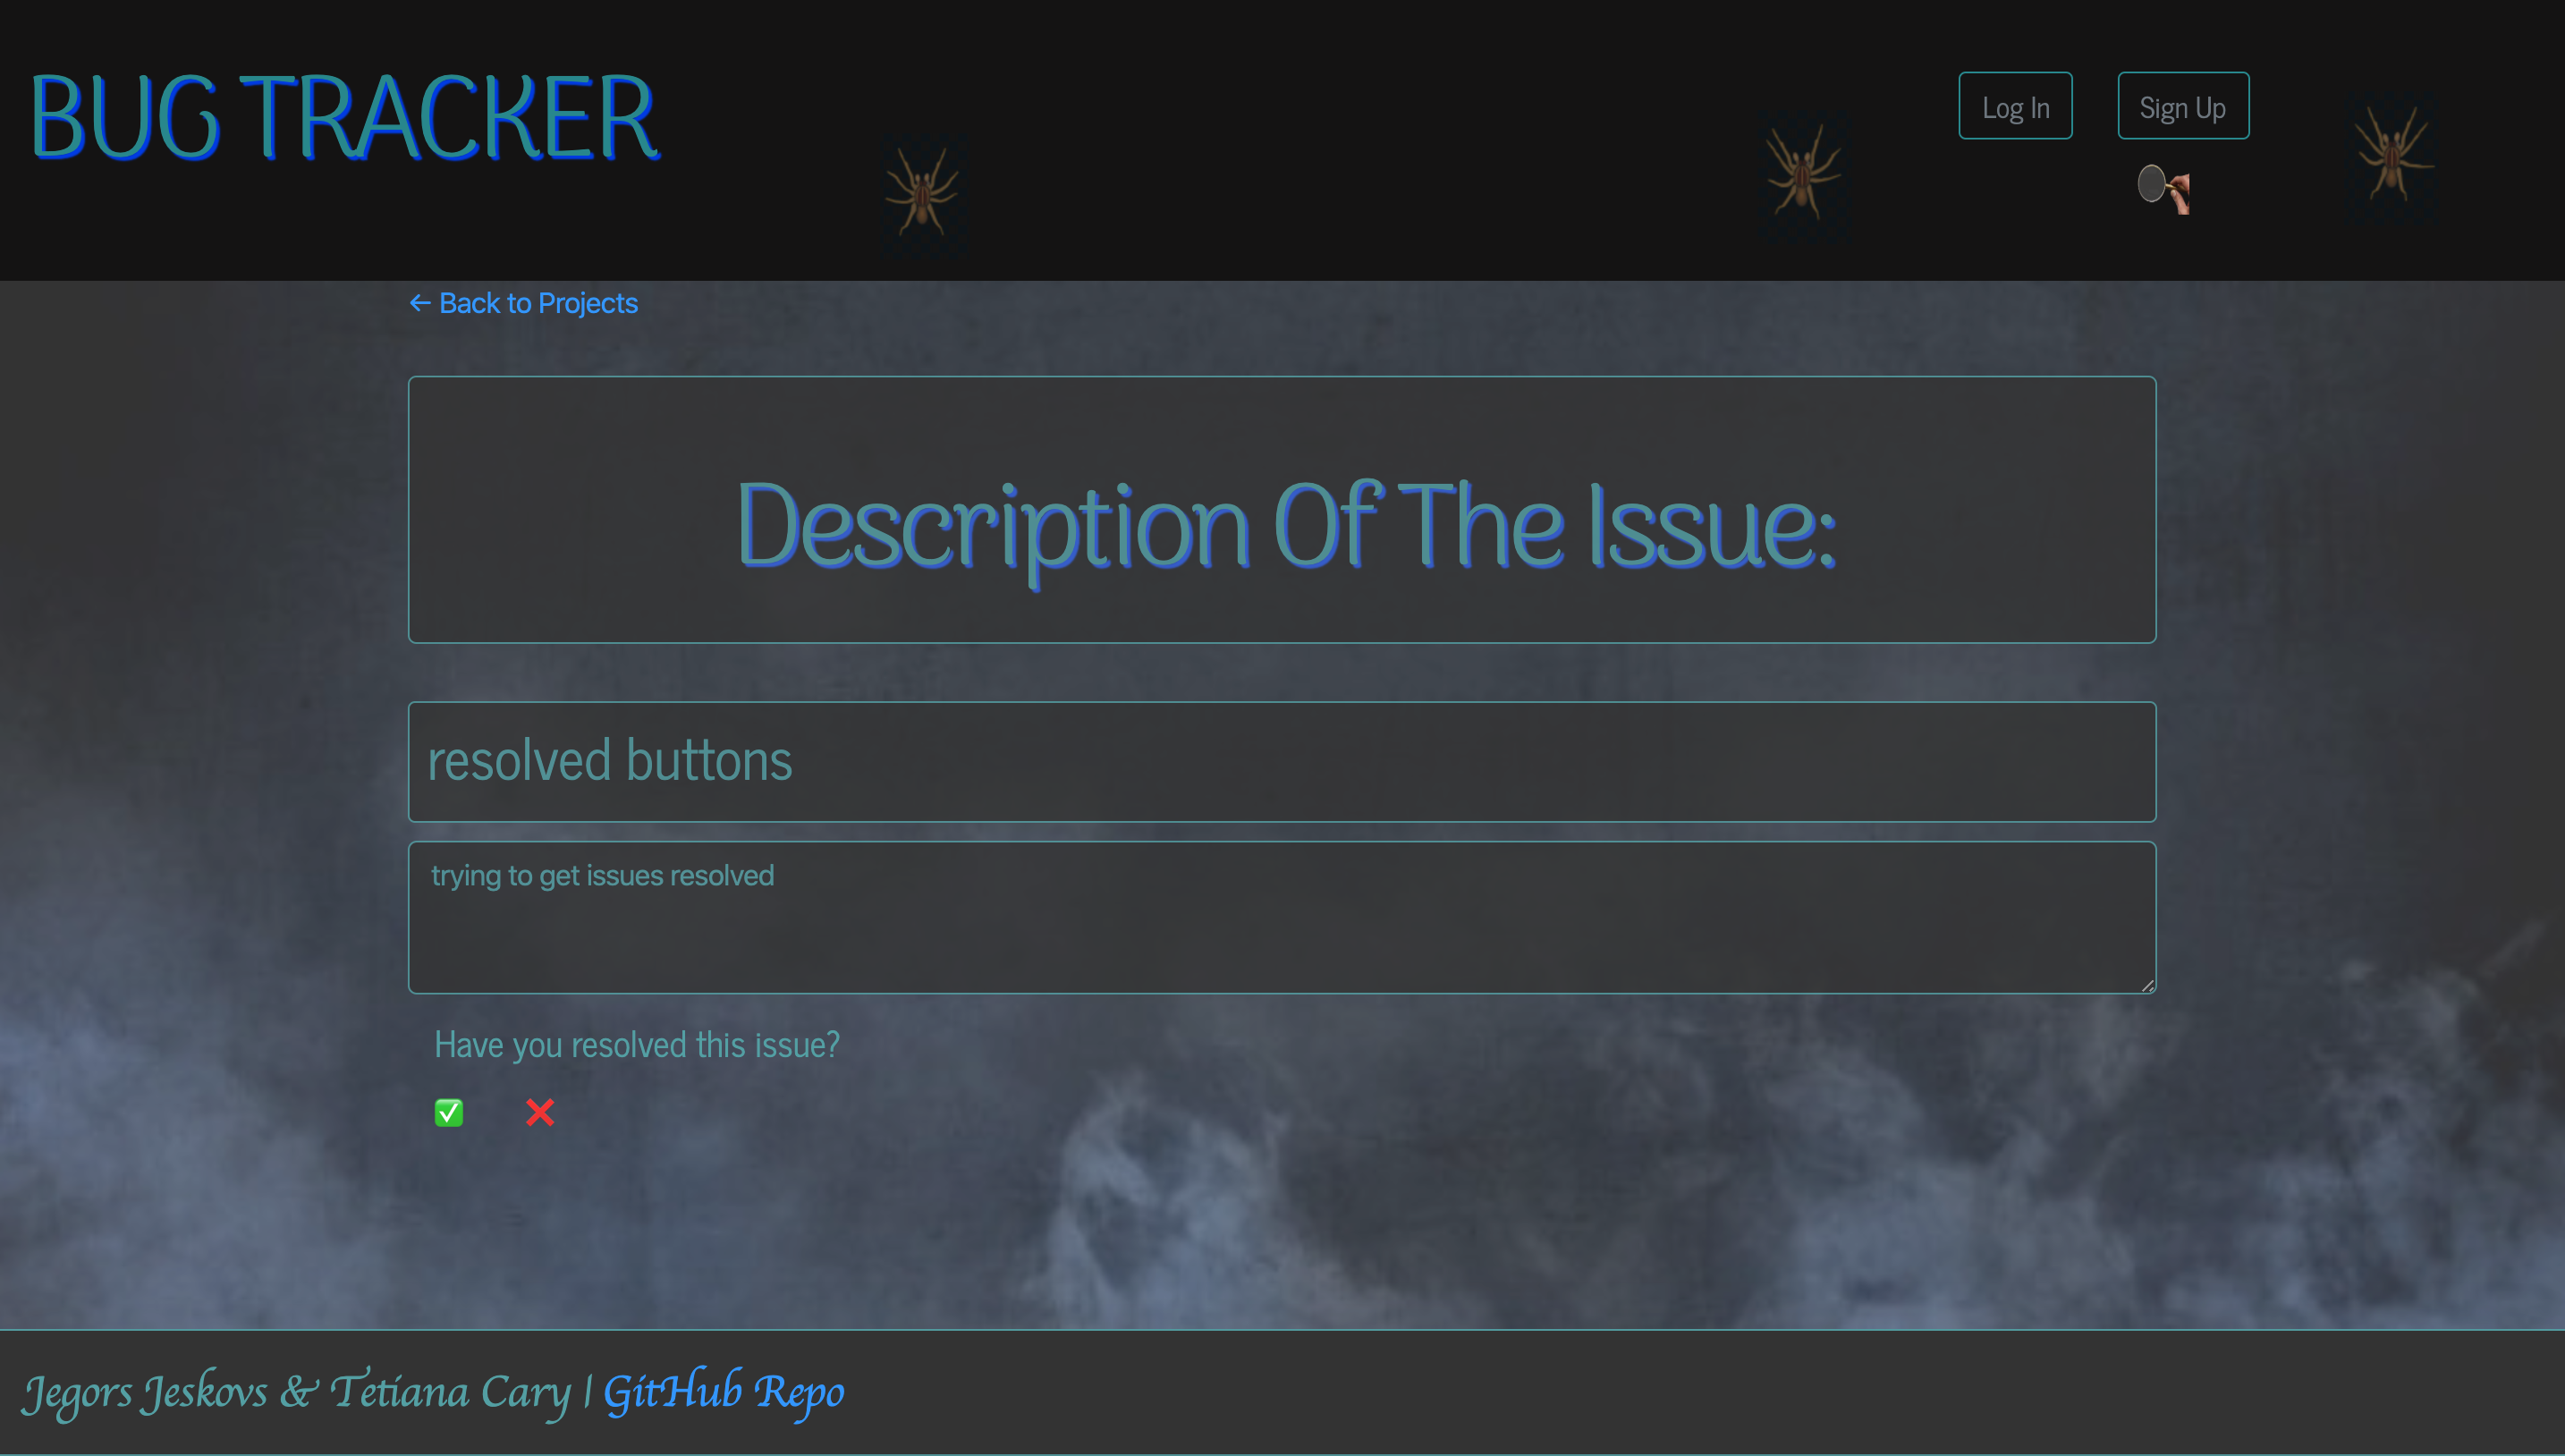 BUG TRACKER
Log In
Sign Up
← Back to Projects
Description Of The Issue:
resolved buttons
trying to get issues resolved
Have you resolved this issue?
✅ ❌
Jegors Jeskovs & Tetiana Cary | GitHub Repo